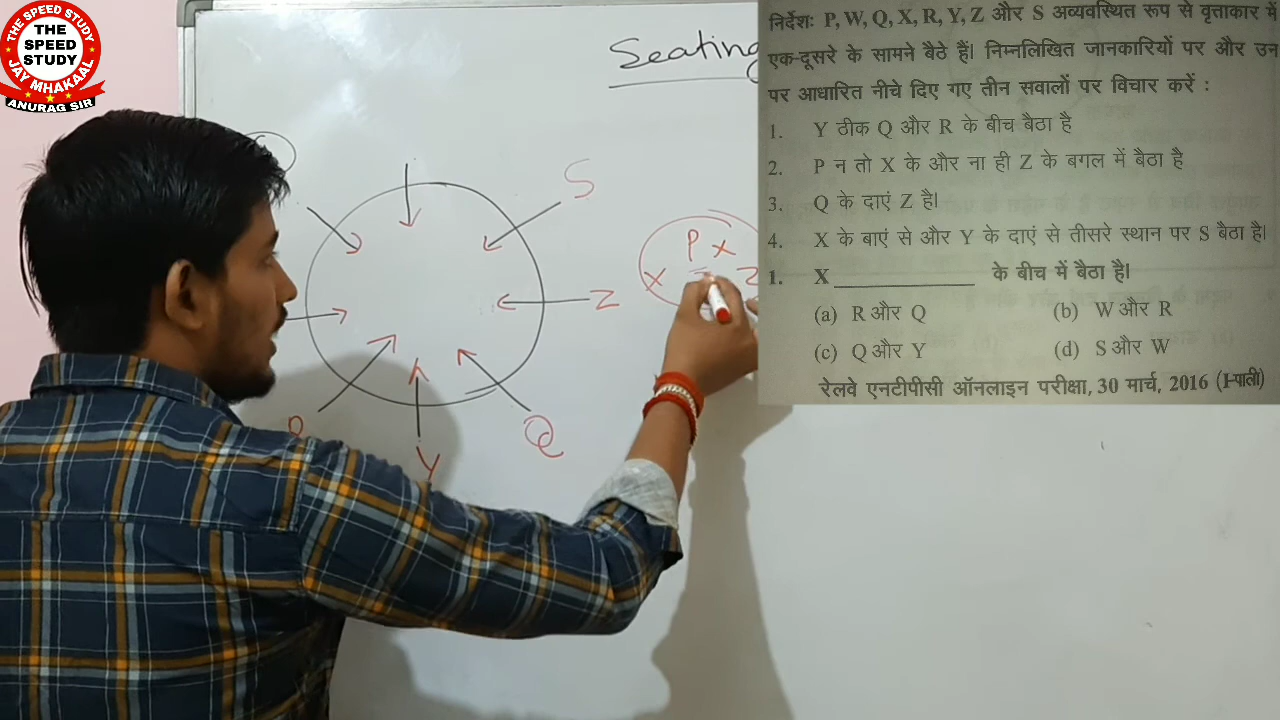 THE SPEED STUDY
THE
SPEED
STUDY
JAY MHAKAAL
ANURAG SIR
Seating
S
Z
Q
Y
P X
X Z
निर्देशः P, W, Q, X, R, Y, Z और S अव्यवस्थित रूप से वृत्ताकार में
एक-दूसरे के सामने बैठे हैं। निम्नलिखित जानकारियों पर और उन
पर आधारित नीचे दिए गए तीन सवालों पर विचार करें :
1. Y ठीक Q और R के बीच बैठा है
2. P न तो X के और ना ही Z के बगल में बैठा है
3. Q के दाएं Z है।
4. X के बाएं से और Y के दाएं से तीसरे स्थान पर S बैठा है।
1. X ____________ के बीच में बैठा है।
(a) R और Q (b) W और R
(c) Q और Y (d) S और W
रेलवे एनटीपीसी ऑनलाइन परीक्षा, 30 मार्च, 2016 (I-पाली)